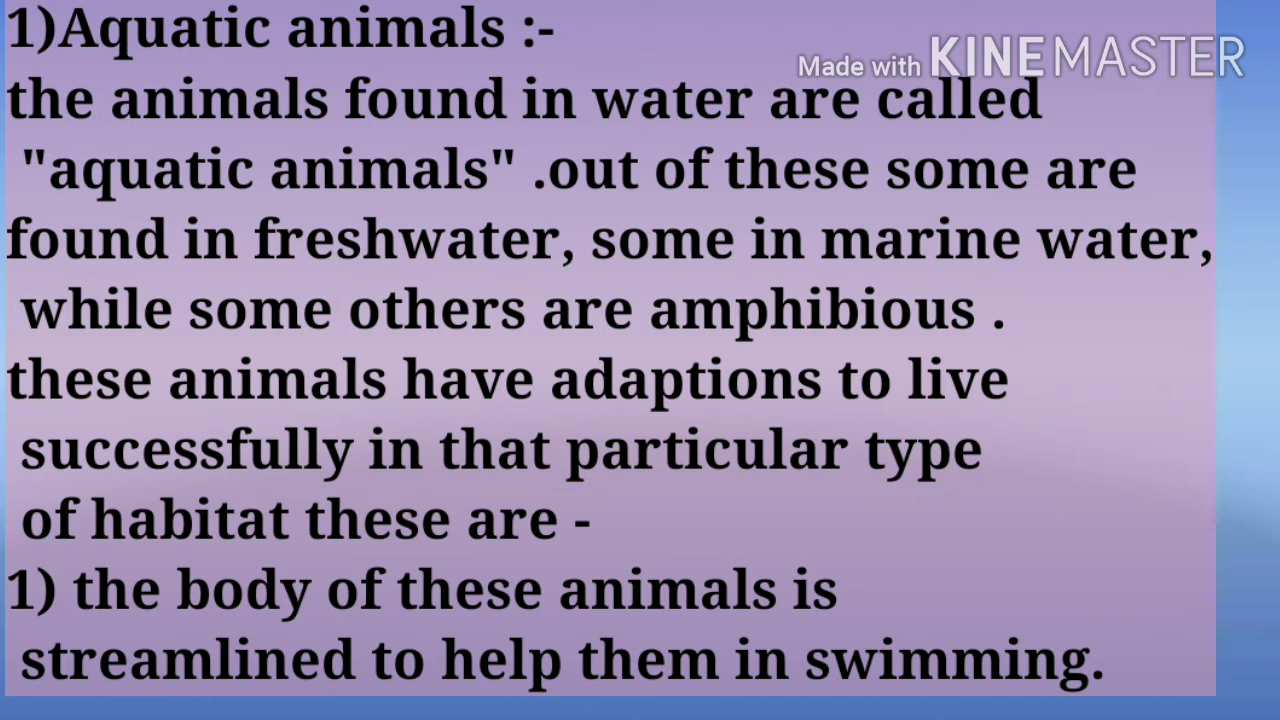 1)Aquatic animals :-
Made with KINEMASTER
the animals found in water are called
"aquatic animals" .out of these some are
found in freshwater, some in marine water,
while some others are amphibious .
these animals have adaptions to live
successfully in that particular type
of habitat these are -
1) the body of these animals is
streamlined to help them in swimming.